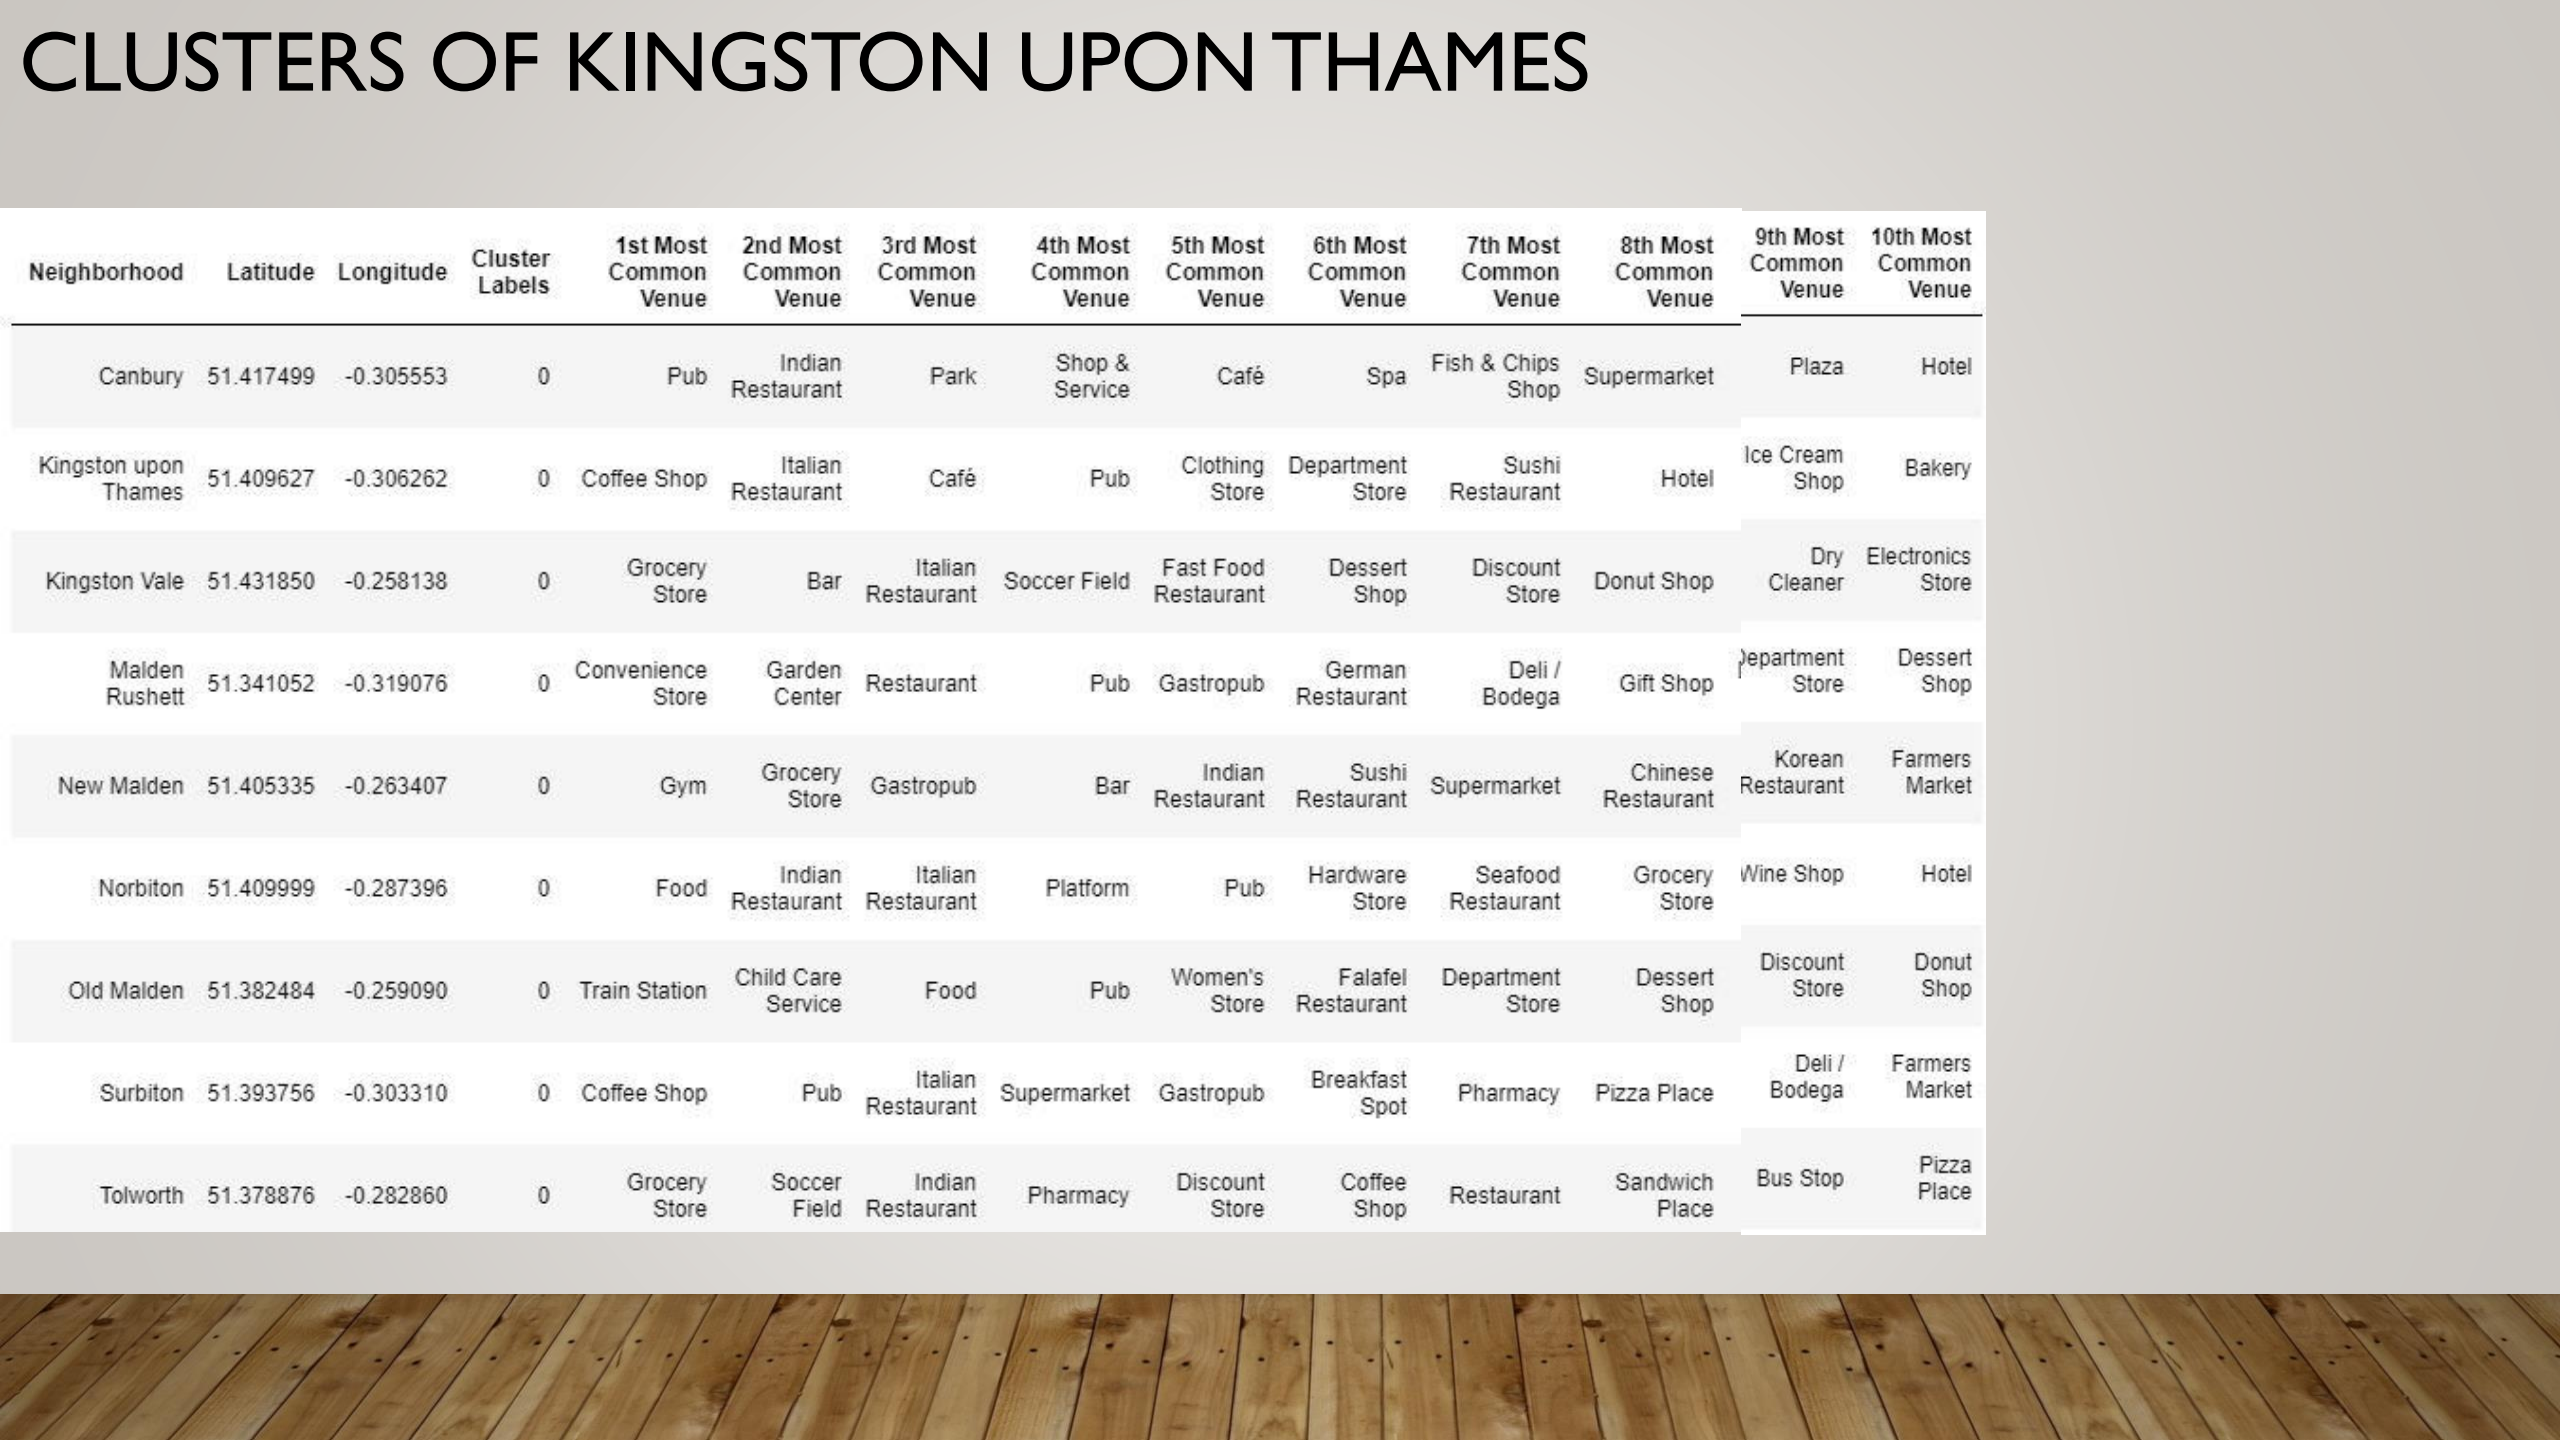 CLUSTERS OF KINGSTON UPON THAMES
Neighborhood Latitude Longitude Cluster Labels 1st Most Common Venue 2nd Most Common Venue 3rd Most Common Venue 4th Most Common Venue 5th Most Common Venue 6th Most Common Venue 7th Most Common Venue 8th Most Common Venue 9th Most Common Venue 10th Most Common Venue
Canbury 51.417499 -0.305553 0 Pub Indian Restaurant Park Shop & Service Café Spa Fish & Chips Shop Supermarket Plaza Hotel
Kingston upon Thames 51.409627 -0.306262 0 Coffee Shop Italian Restaurant Café Pub Clothing Store Department Store Sushi Restaurant Hotel Ice Cream Shop Bakery
Kingston Vale 51.431850 -0.258138 0 Grocery Store Bar Italian Restaurant Soccer Field Fast Food Restaurant Dessert Shop Discount Store Donut Shop Dry Cleaner Electronics Store
Malden Rushett 51.341052 -0.319076 0 Convenience Store Garden Center Restaurant Pub Gastropub German Restaurant Deli / Bodega Gift Shop Department Store Dessert Shop
New Malden 51.405335 -0.263407 0 Gym Grocery Store Gastropub Bar Indian Restaurant Sushi Restaurant Supermarket Chinese Restaurant Korean Restaurant Farmers Market
Norbiton 51.409999 -0.287396 0 Food Indian Restaurant Italian Restaurant Platform Pub Hardware Store Seafood Restaurant Grocery Store Wine Shop Hotel
Old Malden 51.382484 -0.259090 0 Train Station Child Care Service Food Pub Women's Store Falafel Restaurant Department Store Dessert Shop Discount Store Donut Shop
Surbiton 51.393756 -0.303310 0 Coffee Shop Pub Italian Restaurant Supermarket Gastropub Breakfast Spot Pharmacy Pizza Place Deli / Bodega Farmers Market
Tolworth 51.378876 -0.282860 0 Grocery Store Soccer Field Indian Restaurant Pharmacy Discount Store Coffee Shop Restaurant Sandwich Place Bus Stop Pizza Place